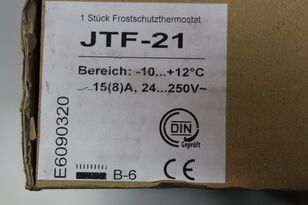 1 Stück Frostschutzthermostat
JTF-21
Bereich: -10...+12°C
15(8)A, 24...250V~
E6090320
DIN
Geprüft
B-6
CE